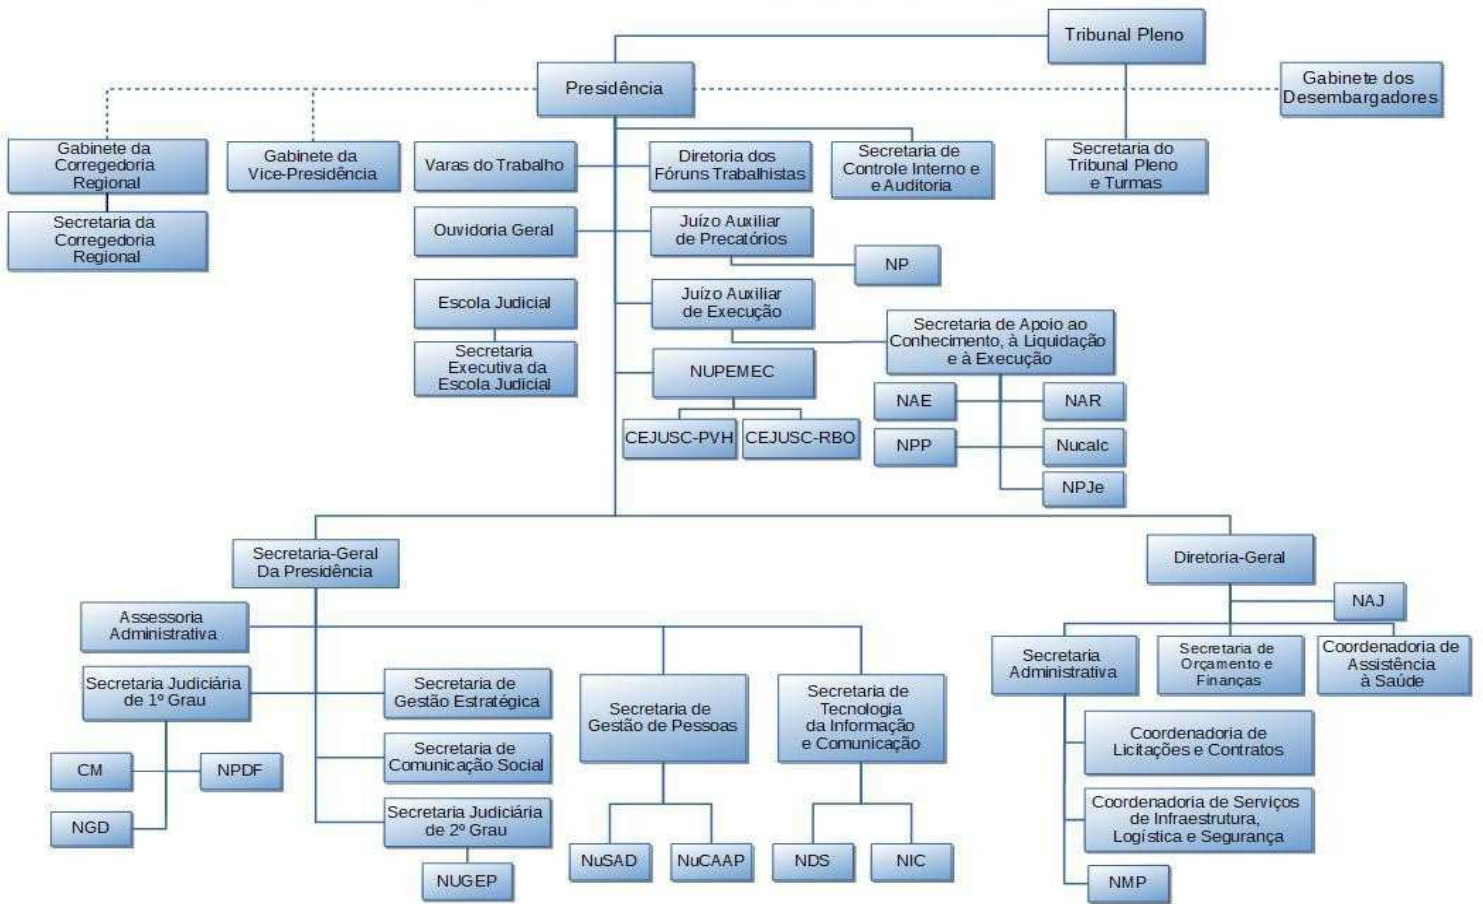 Tribunal Pleno
Presidência
Gabinete dos
Desembargadores
Gabinete da
Corregedoria
Regional
Gabinete da
Vice-Presidência
Varas do Trabalho
Diretoria dos
Fóruns Trabalhistas
Secretaria de
Controle Interno e
e Auditoria
Secretaria do
Tribunal Pleno
e Turmas
Secretaria da
Corregedoria
Regional
Ouvidoria Geral
Juízo Auxiliar
de Precatórios
NP
Escola Judicial
Juízo Auxiliar
de Execução
Secretaria de Apoio ao
Conhecimento, à Liquidação
e à Execução
Secretaria
Executiva da
Escola Judicial
NUPEMEC
NAE
NAR
CEJUSC-PVH
CEJUSC-RBO
NPP
Nucalc
NPJe
Secretaria-Geral
Da Presidência
Diretoria-Geral
NAJ
Assessoria
Administrativa
Secretaria
Administrativa
Secretaria de
Orçamento e
Finanças
Coordenadoria de
Assistência
à Saúde
Secretaria Judiciária
de 1º Grau
Secretaria de
Gestão Estratégica
Secretaria de
Gestão de Pessoas
Secretaria de
Tecnologia
da Informação
e Comunicação
Coordenadoria de
Licitações e Contratos
CM
NPDF
Secretaria de
Comunicação Social
NGD
Secretaria Judiciária
de 2º Grau
Coordenadoria de Serviços
de Infraestrutura,
Logística e Segurança
NuSAD
NuCAAP
NDS
NIC
NUGEP
NMP